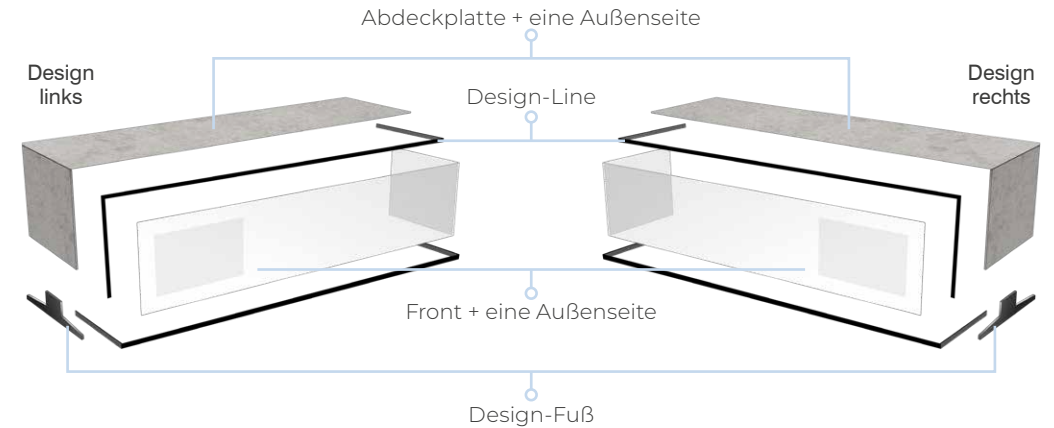 Abdeckplatte + eine Außenseite
Design
links
Design
rechts
Design-Line
Front + eine Außenseite
Design-Fuß